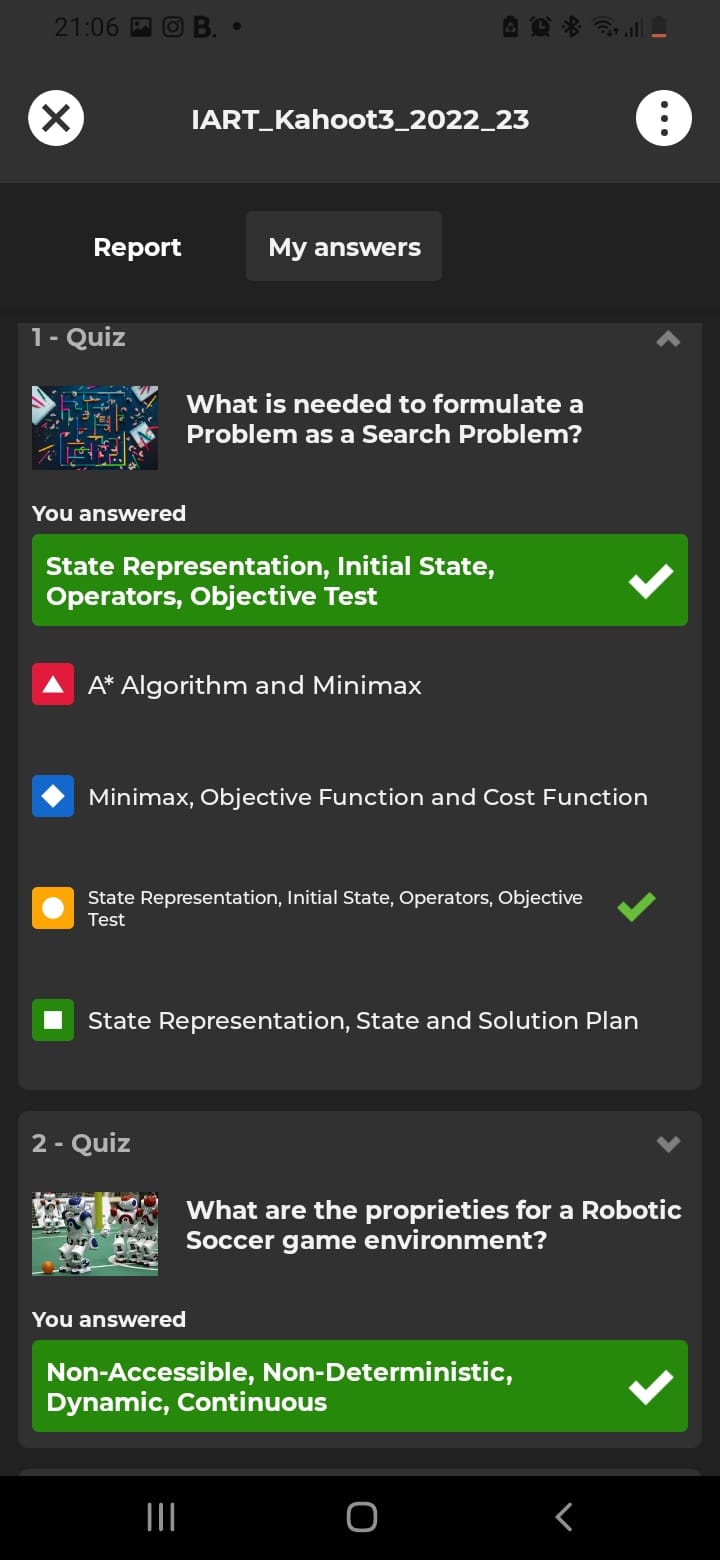 21:06 B.
IART_Kahoot3_2022_23
Report My answers
1 - Quiz
What is needed to formulate a
Problem as a Search Problem?
You answered
State Representation, Initial State,
Operators, Objective Test
A* Algorithm and Minimax
Minimax, Objective Function and Cost Function
State Representation, Initial State, Operators, Objective
Test
State Representation, State and Solution Plan
2 - Quiz
What are the proprieties for a Robotic
Soccer game environment?
You answered
Non-Accessible, Non-Deterministic,
Dynamic, Continuous